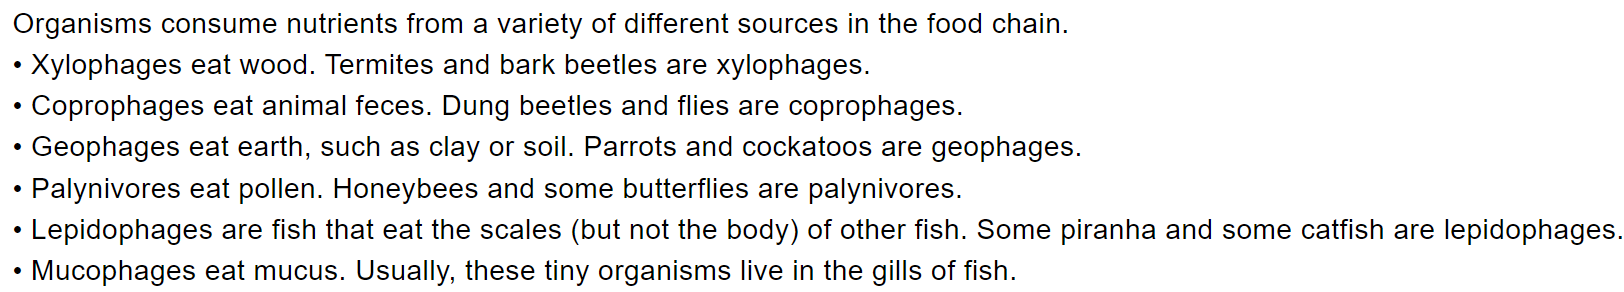 Organisms consume nutrients from a variety of different sources in the food chain.
• Xylophages eat wood. Termites and bark beetles are xylophages.
• Coprophages eat animal feces. Dung beetles and flies are coprophages.
• Geophages eat earth, such as clay or soil. Parrots and cockatoos are geophages.
• Palynivores eat pollen. Honeybees and some butterflies are palynivores.
• Lepidophages are fish that eat the scales (but not the body) of other fish. Some piranha and some catfish are lepidophages.
• Mucophages eat mucus. Usually, these tiny organisms live in the gills of fish.